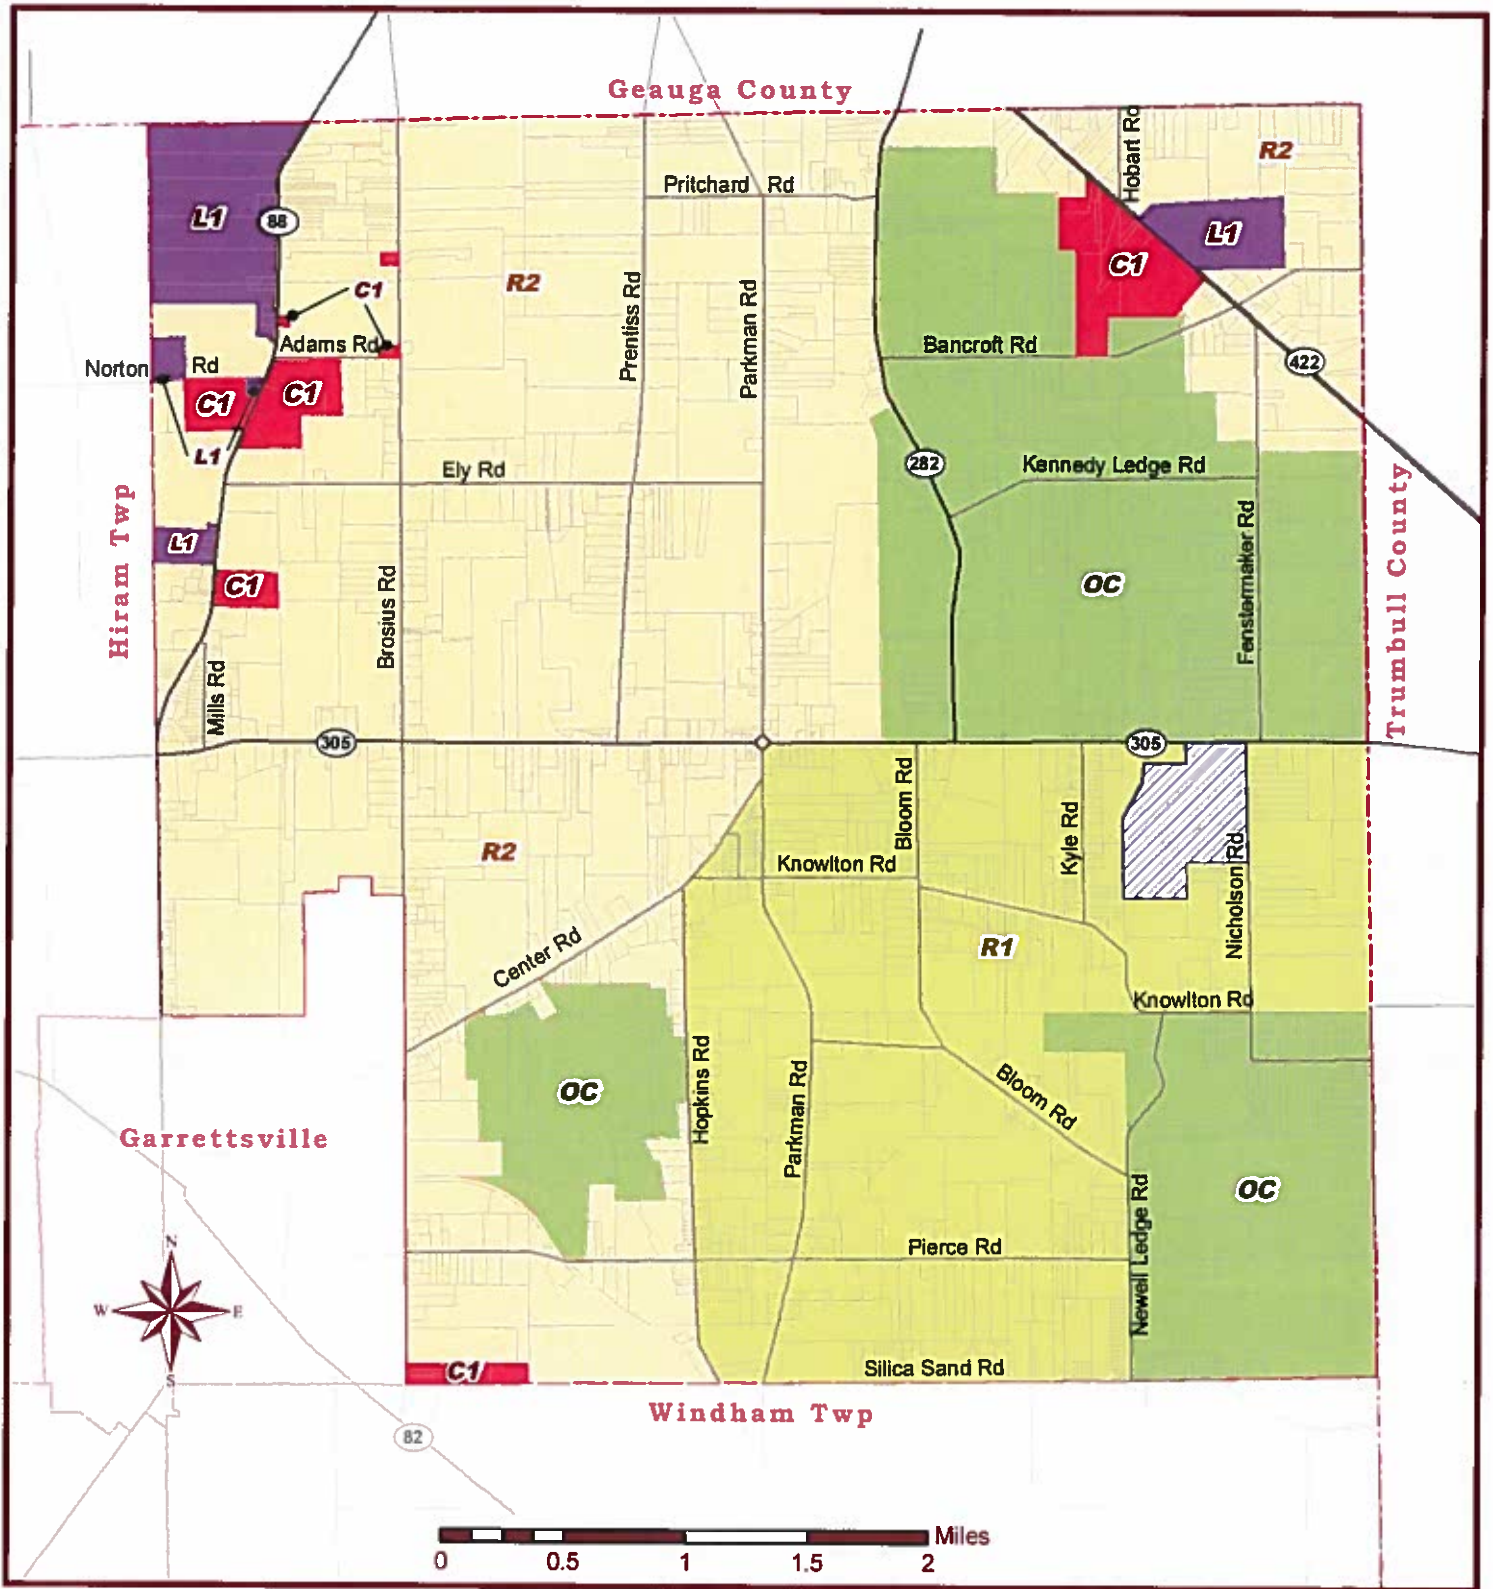 Geauga County
Hobart Rd
R2
Pritchard Rd
L1
88
L1
C1
R2
C1
Prentiss Rd
Parkman Rd
Adams Rd
Bancroft Rd
Norton Rd
422
C1
C1
L1
Ely Rd
282
Kennedy Ledge Rd
Hiram Twp
L1
C1
Brosius Rd
OC
Fenstermaker Rd
Trumbull County
Mills Rd
305
305
Bloom Rd
Kyle Rd
R2
Knowlton Rd
Nicholson Rd
Center Rd
R1
Knowlton Rd
OC
Hopkins Rd
Parkman Rd
Bloom Rd
Garrettsville
OC
Newell Ledge Rd
N
W
E
S
Pierce Rd
C1
Silica Sand Rd
Windham Twp
82
Miles
0 0.5 1 1.5 2